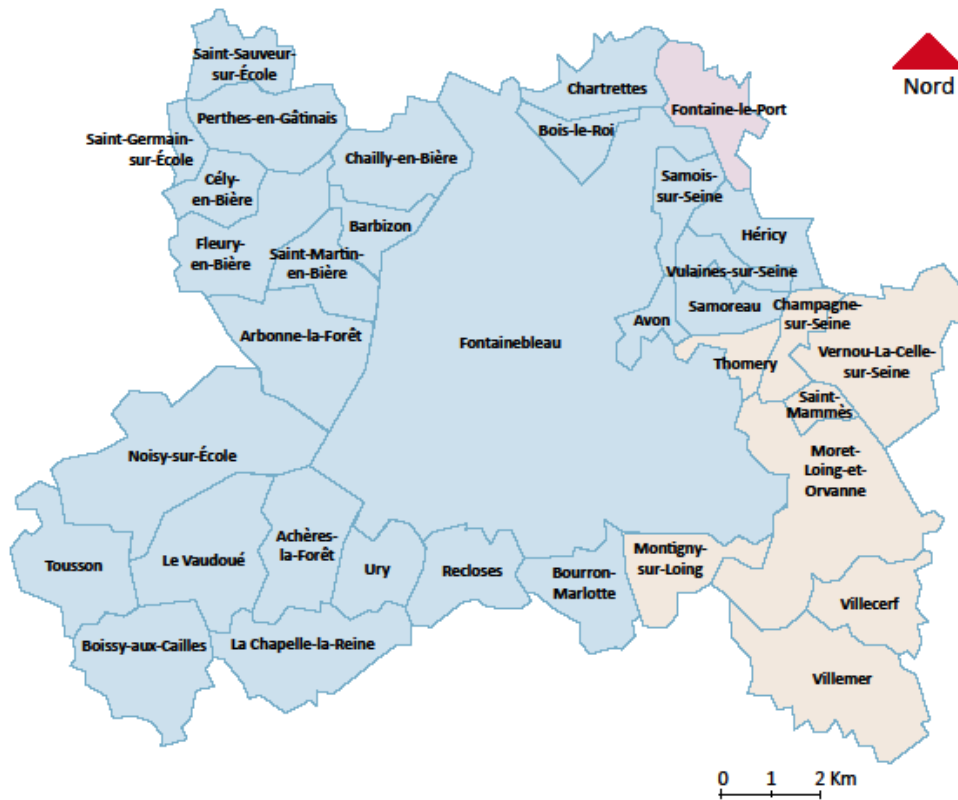 Saint-Sauveur-
sur-École
Chartrettes
Nord
Fontaine-le-Port
Perthes-en-Gâtinais
Bois-le-Roi
Saint-Germain-
sur-École
Chailly-en-Bière
Cély-
en-Bière
Samois-
sur-Seine
Barbizon
Héricy
Fleury-
en-Bière
Saint-Martin-
en-Bière
Vulaines-sur-Seine
Samoreau
Champagne-
sur-Seine
Avon
Arbonne-la-Forêt
Fontainebleau
Vernou-La-Celle-
sur-Seine
Thomery
Saint-
Mammès
Noisy-sur-École
Moret-
Loing-et-
Orvanne
Achères-
la-Forêt
Le Vaudoué
Tousson
Ury
Recloses
Bourron-
Marlotte
Montigny-
sur-Loing
Villecerf
Boissy-aux-Cailles
La Chapelle-la-Reine
Villemer
0 1 2 Km